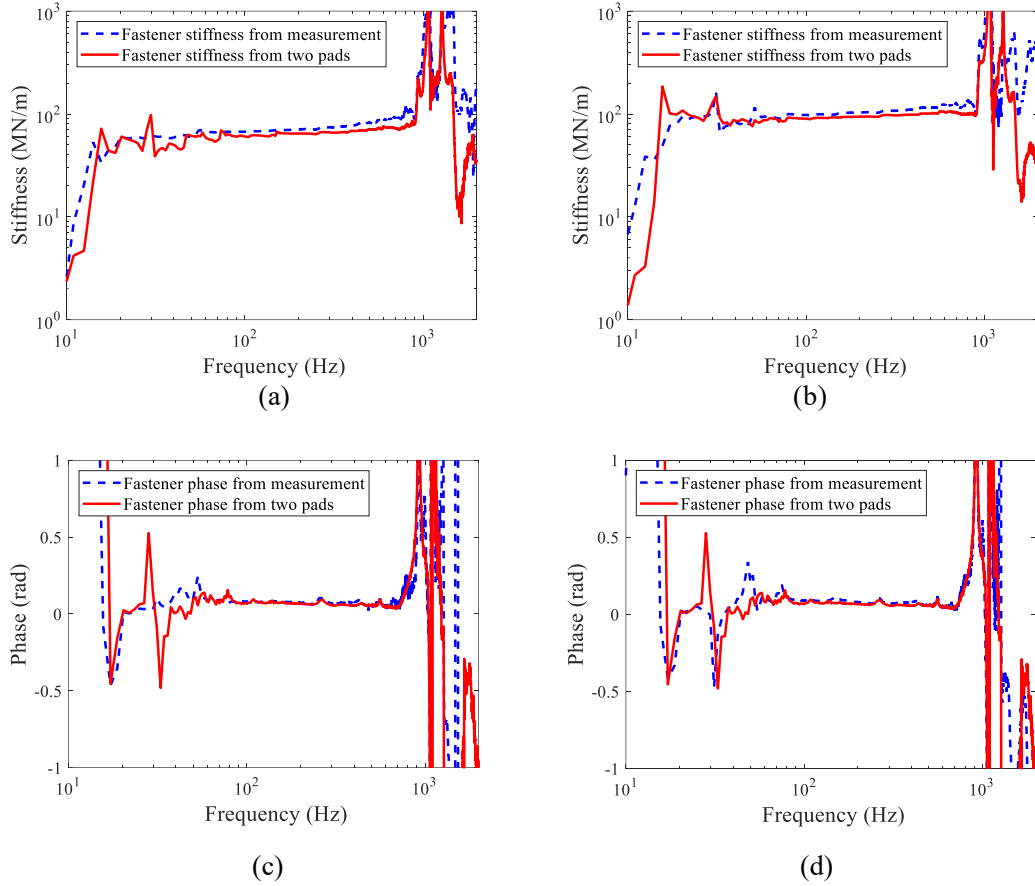 10³
10²
10¹
10⁰
Stiffness (MN/m)
Fastener stiffness from measurement
Fastener stiffness from two pads
10¹
10²
10³
Frequency (Hz)
(a)
10³
10²
10¹
10⁰
Stiffness (MN/m)
Fastener stiffness from measurement
Fastener stiffness from two pads
10¹
10²
10³
Frequency (Hz)
(b)
1
0.5
0
-0.5
-1
Phase (rad)
Fastener phase from measurement
Fastener phase from two pads
10¹
10²
10³
Frequency (Hz)
(c)
1
0.5
0
-0.5
-1
Phase (rad)
Fastener phase from measurement
Fastener phase from two pads
10¹
10²
10³
Frequency (Hz)
(d)